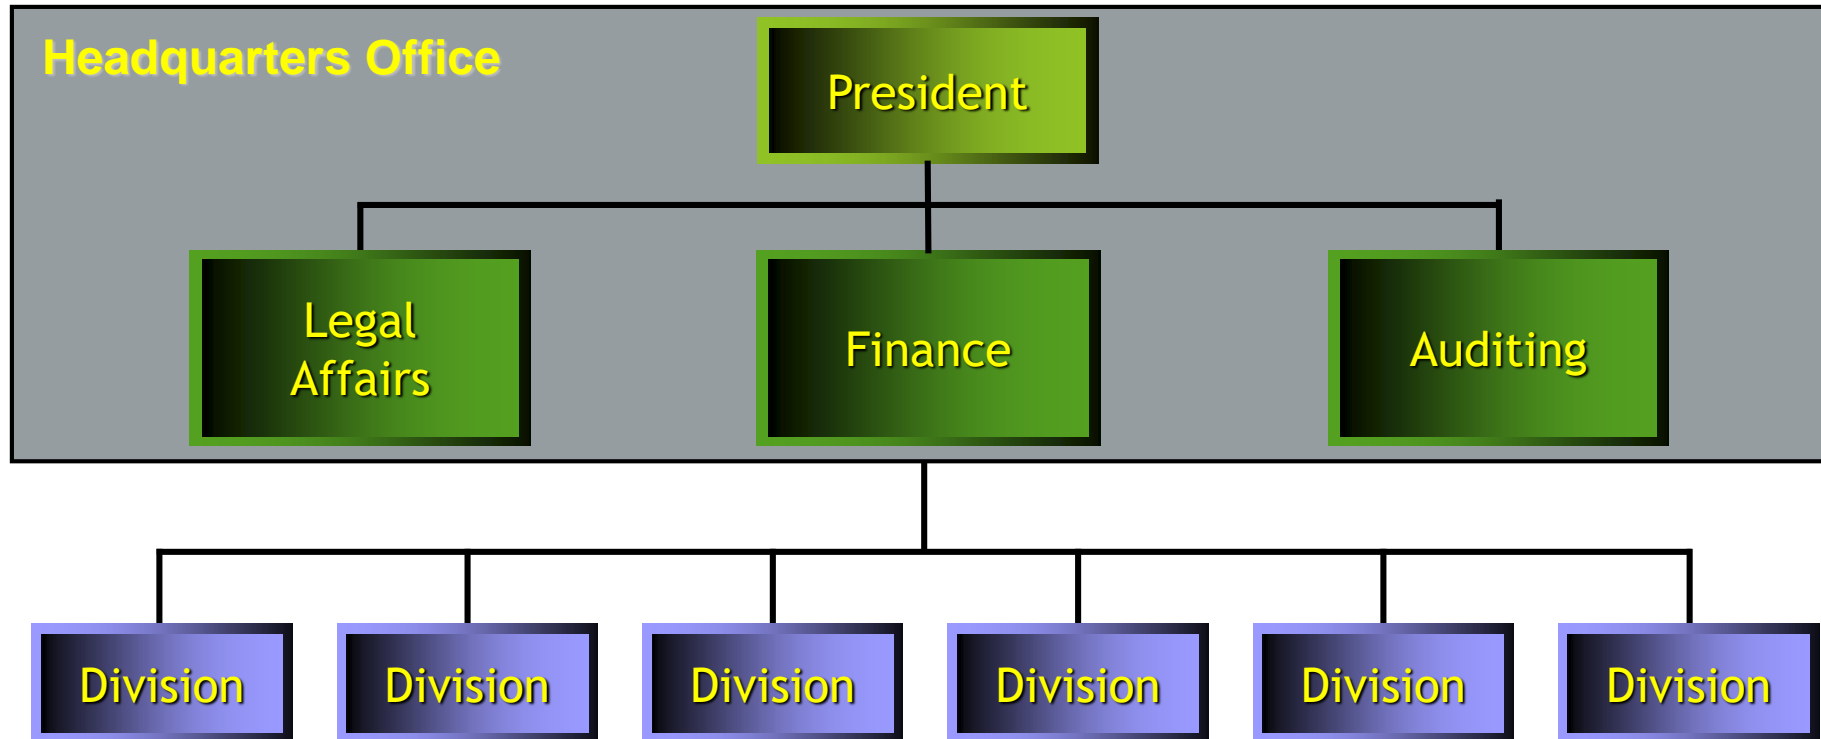 Headquarters Office
President
Legal
Affairs
Finance
Auditing
Division
Division
Division
Division
Division
Division